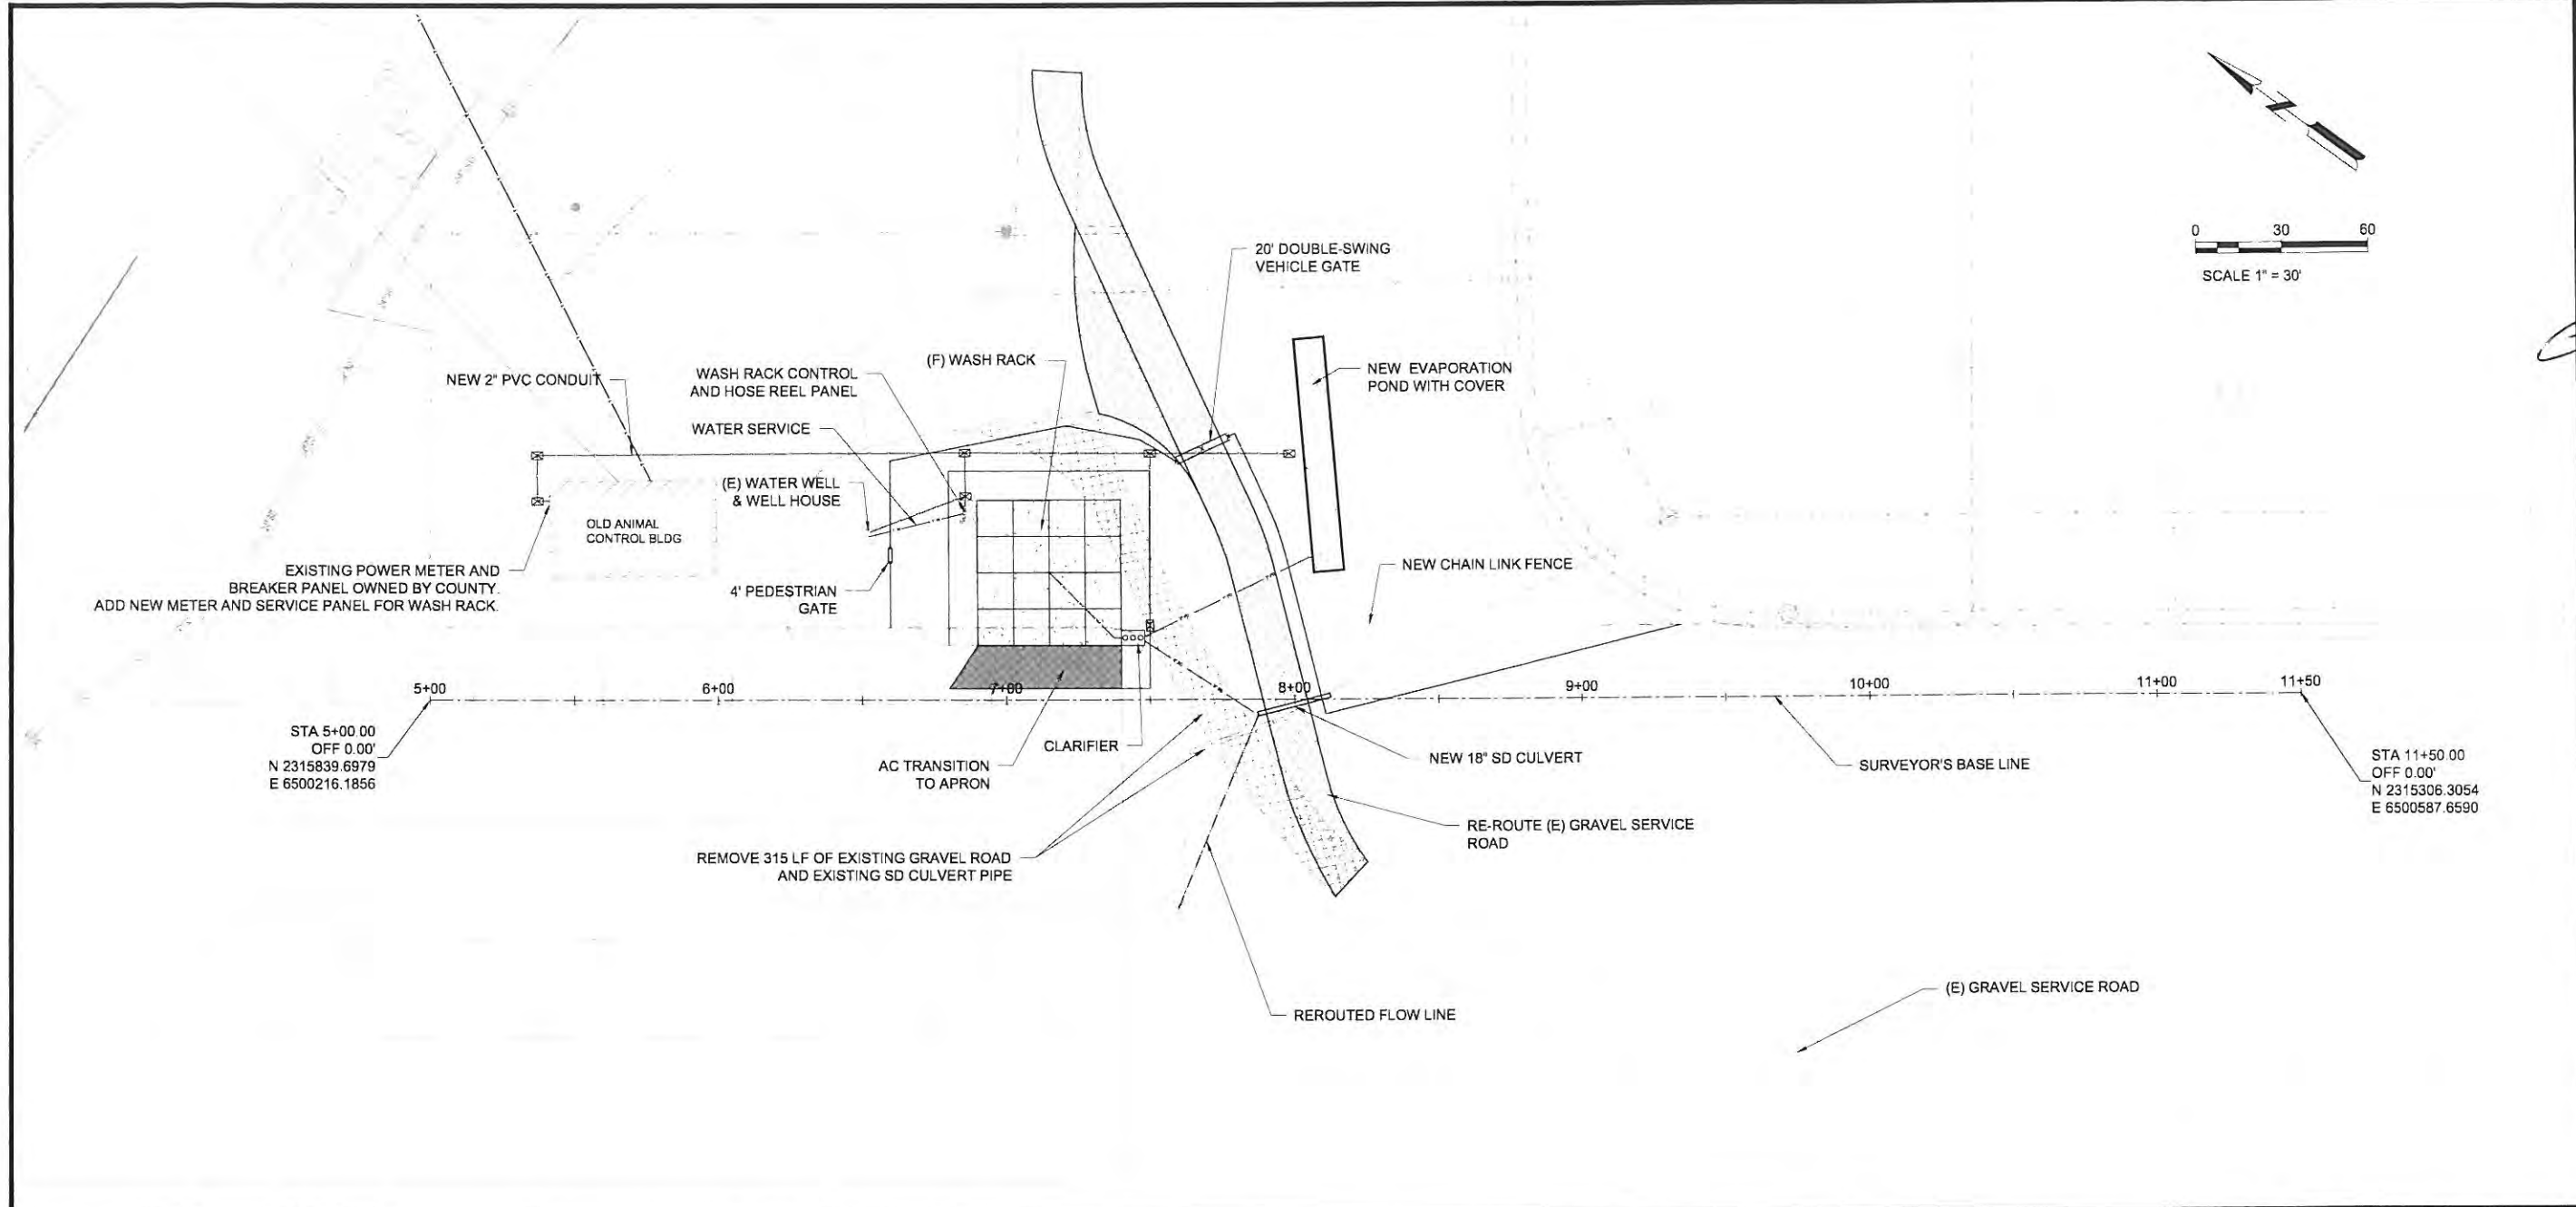 0 30 60
SCALE 1" = 30'
20' DOUBLE-SWING
VEHICLE GATE
(F) WASH RACK
WASH RACK CONTROL
AND HOSE REEL PANEL
NEW EVAPORATION
POND WITH COVER
NEW 2" PVC CONDUIT
WATER SERVICE
(E) WATER WELL
& WELL HOUSE
OLD ANIMAL
CONTROL BLDG
EXISTING POWER METER AND
BREAKER PANEL OWNED BY COUNTY.
ADD NEW METER AND SERVICE PANEL FOR WASH RACK.
4' PEDESTRIAN
GATE
NEW CHAIN LINK FENCE
5+00 6+00 7+00 8+00 9+00 10+00 11+00 11+50
STA 5+00.00
OFF 0.00'
N 2315839.6979
E 6500216.1856
AC TRANSITION
TO APRON
CLARIFIER
NEW 18" SD CULVERT
SURVEYOR'S BASE LINE
STA 11+50.00
OFF 0.00'
N 2315306.3054
E 6500587.6590
RE-ROUTE (E) GRAVEL SERVICE
ROAD
REMOVE 315 LF OF EXISTING GRAVEL ROAD
AND EXISTING SD CULVERT PIPE
(E) GRAVEL SERVICE ROAD
REROUTED FLOW LINE